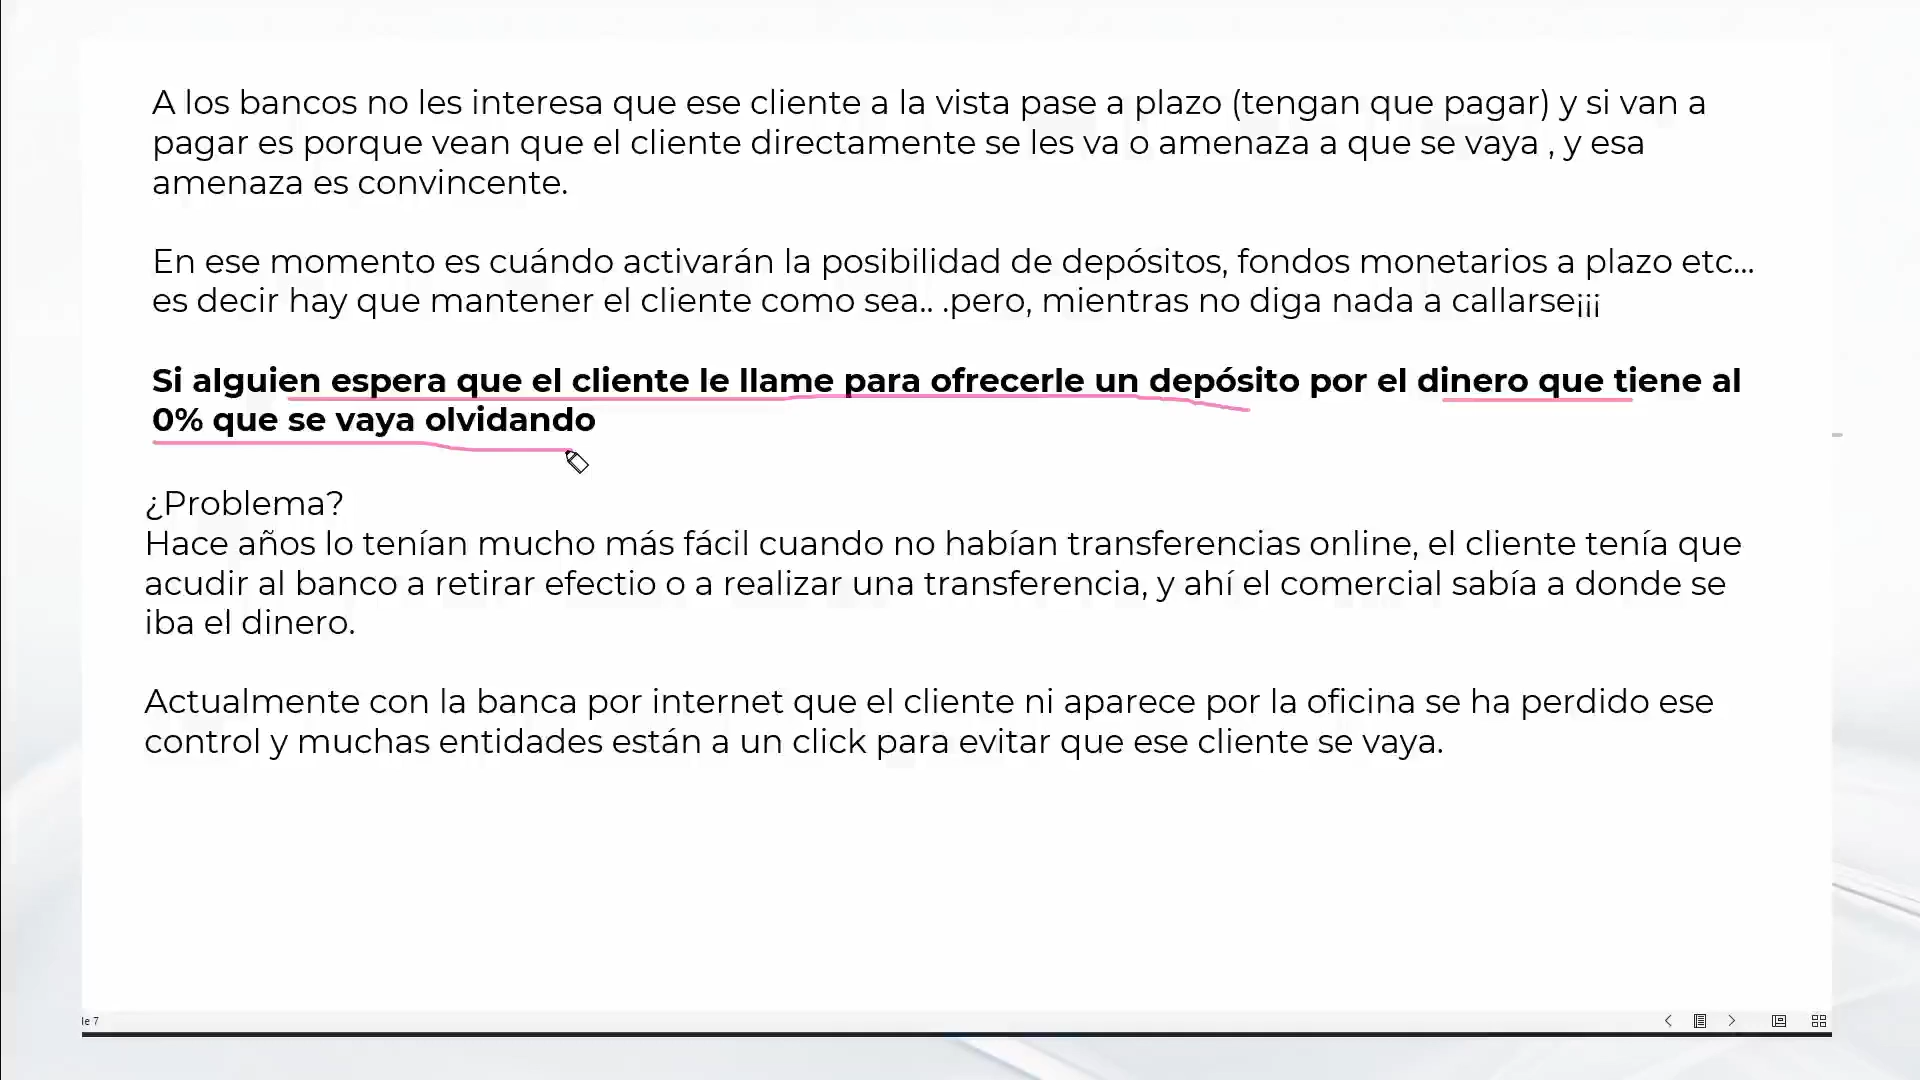 A los bancos no les interesa que ese cliente a la vista pase a plazo (tengan que pagar) y si van a
pagar es porque vean que el cliente directamente se les va o amenaza a que se vaya , y esa
amenaza es convincente.
En ese momento es cuándo activarán la posibilidad de depósitos, fondos monetarios a plazo etc...
es decir hay que mantener el cliente como sea.. .pero, mientras no diga nada a callarse¡¡¡
Si alguien espera que el cliente le llame para ofrecerle un depósito por el dinero que tiene al
0% que se vaya olvidando
¿Problema?
Hace años lo tenían mucho más fácil cuando no habían transferencias online, el cliente tenía que
acudir al banco a retirar efectio o a realizar una transferencia, y ahí el comercial sabía a donde se
iba el dinero.
Actualmente con la banca por internet que el cliente ni aparece por la oficina se ha perdido ese
control y muchas entidades están a un click para evitar que ese cliente se vaya.
de 7